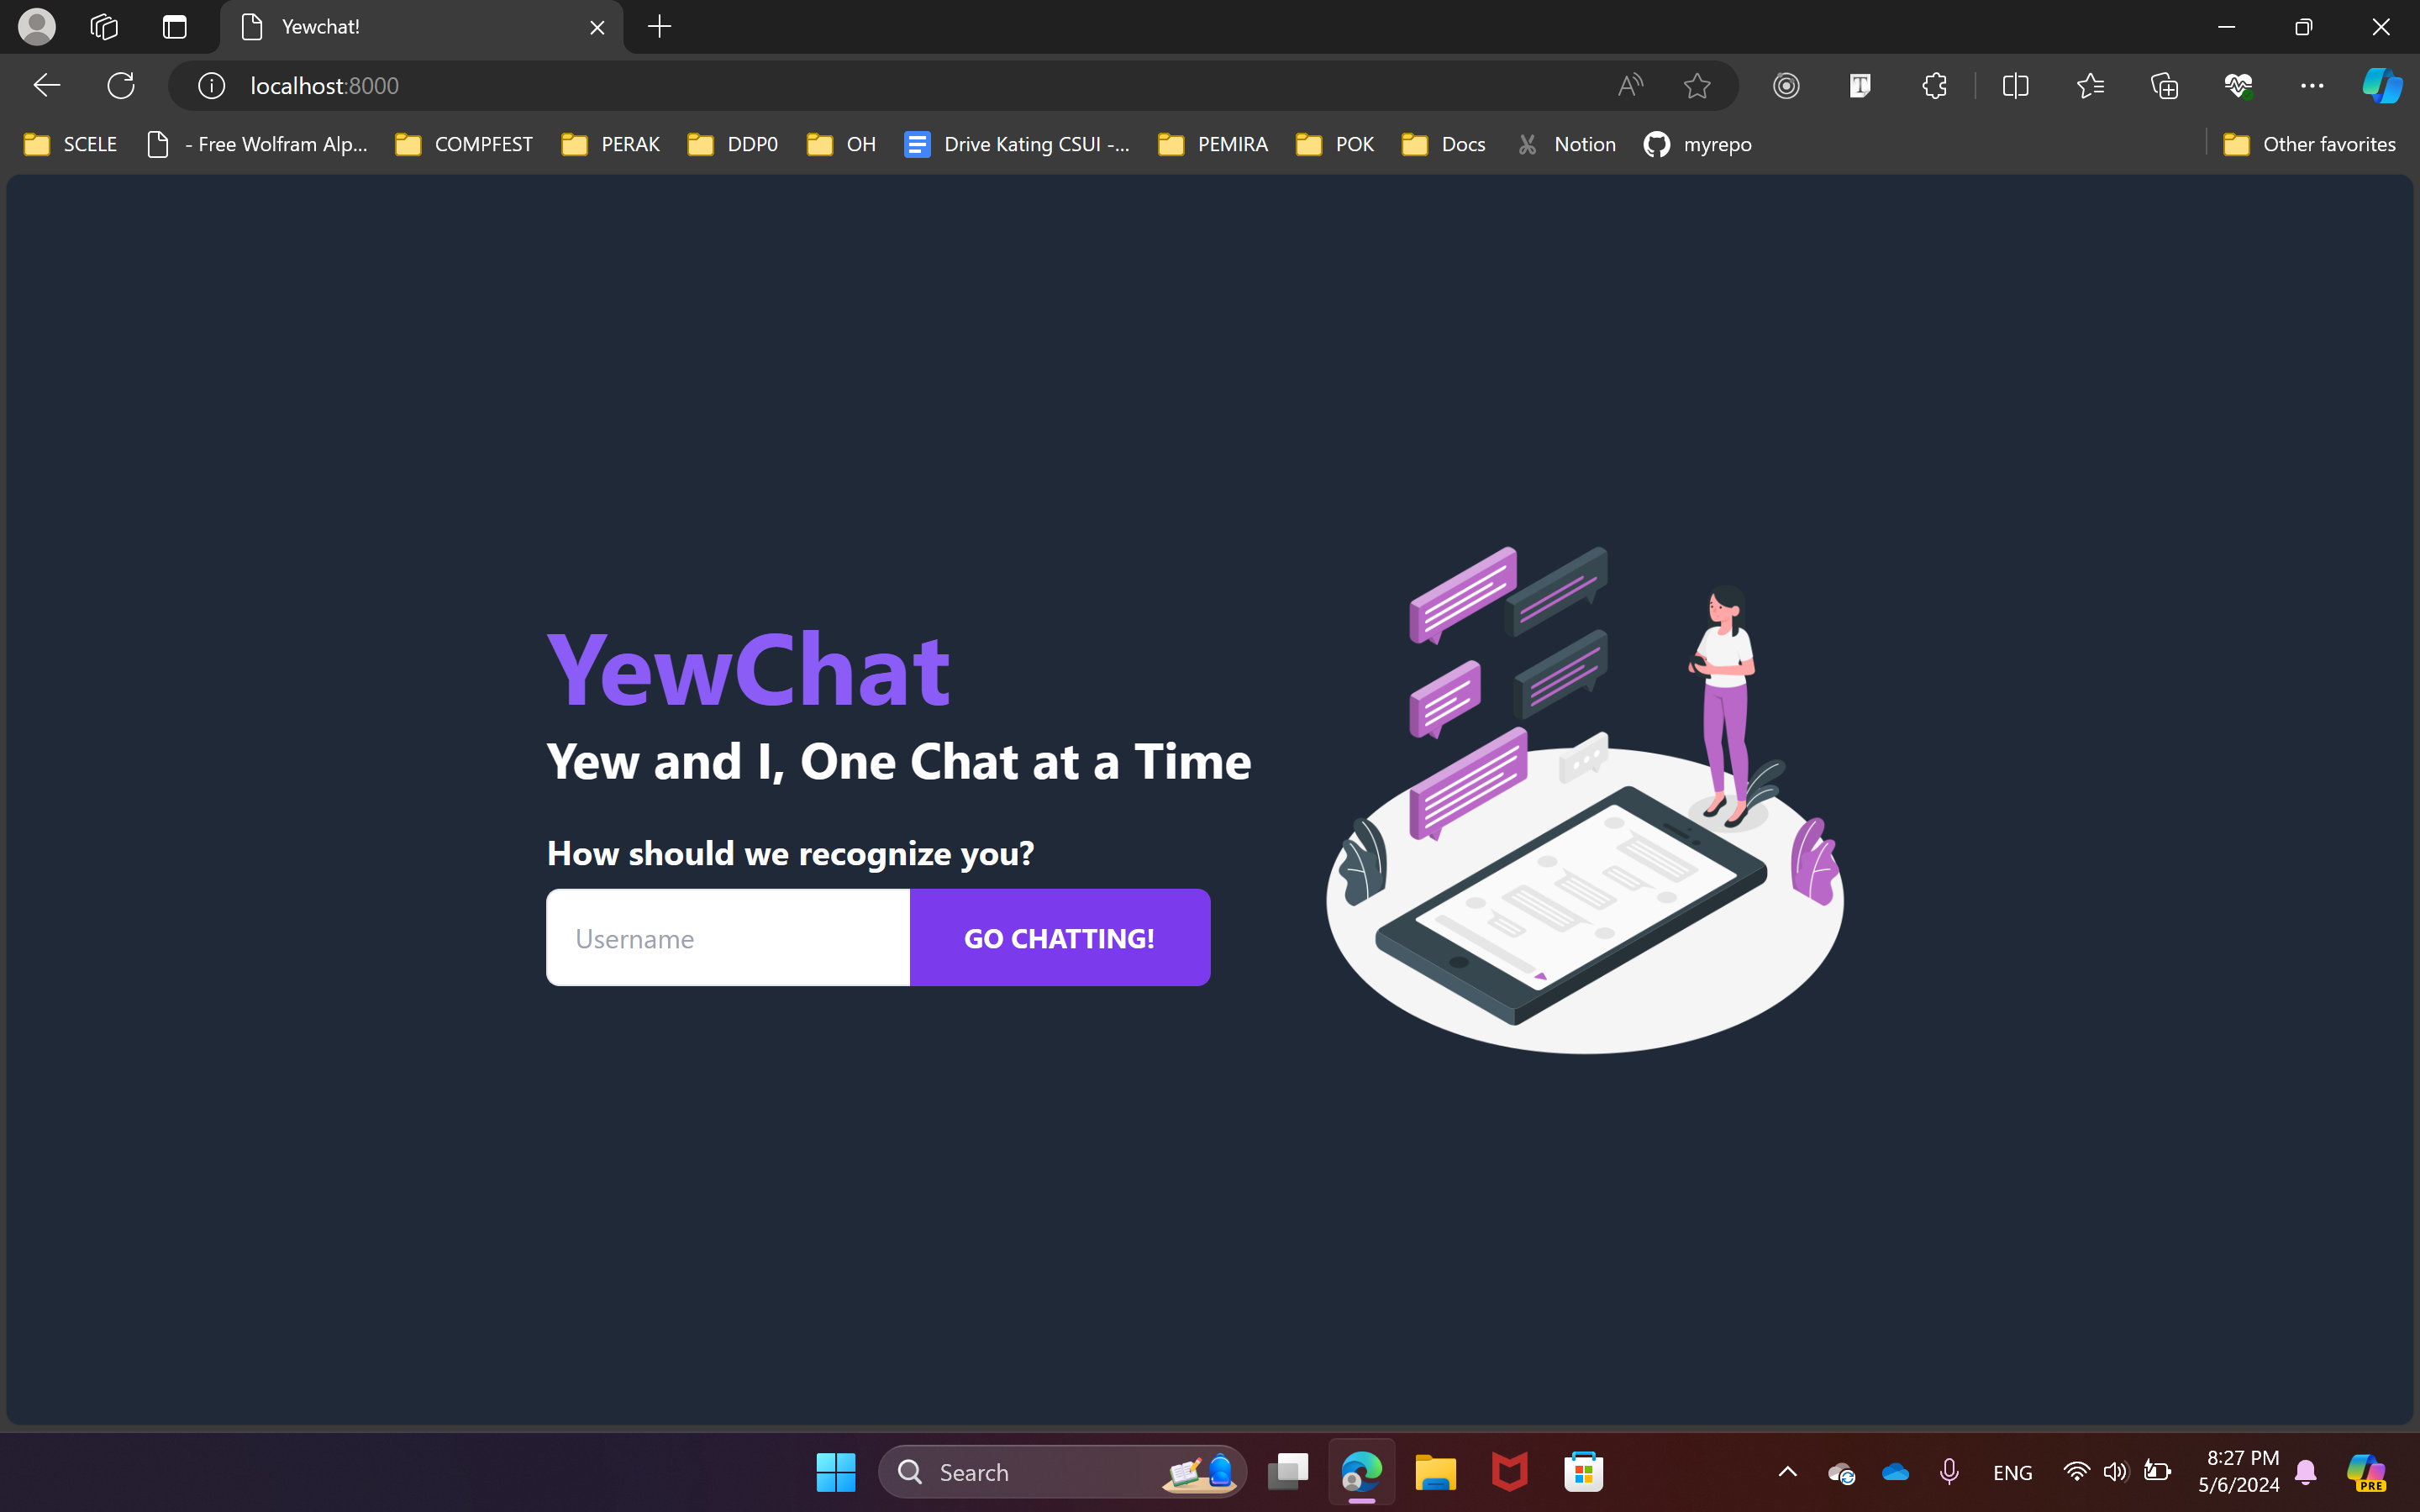 Yewchat!
localhost:8000
SCELE
- Free Wolfram Alp...
COMPFEST
PERAK
DDP0
OH
Drive Kating CSUI -...
PEMIRA
POK
Docs
Notion
myrepo
Other favorites
YewChat
Yew and I, One Chat at a Time
How should we recognize you?
Username
GO CHATTING!
Search
ENG
8:27 PM
5/6/2024
PRE